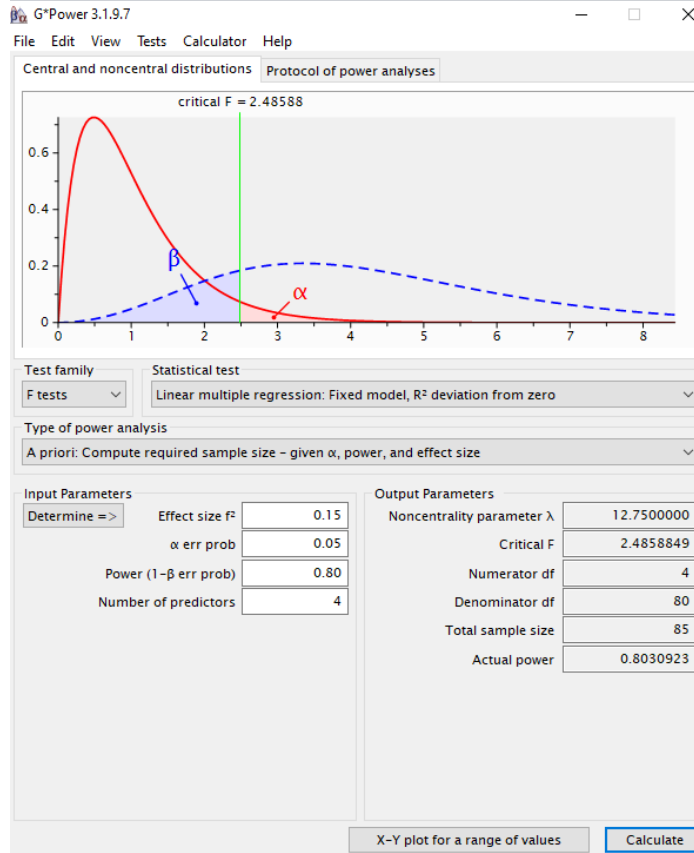 G*Power 3.1.9.7
File Edit View Tests Calculator Help
Central and noncentral distributions Protocol of power analyses
critical F = 2.48588
0.6
0.4
0.2
0
β
α
0 1 2 3 4 5 6 7 8
Test family Statistical test
F tests Linear multiple regression: Fixed model, R² deviation from zero
Type of power analysis
A priori: Compute required sample size – given α, power, and effect size
Input Parameters Output Parameters
Determine => Effect size f² 0.15 Noncentrality parameter λ 12.7500000
α err prob 0.05 Critical F 2.4858849
Power (1-β err prob) 0.80 Numerator df 4
Number of predictors 4 Denominator df 80
Total sample size 85
Actual power 0.8030923
X-Y plot for a range of values Calculate